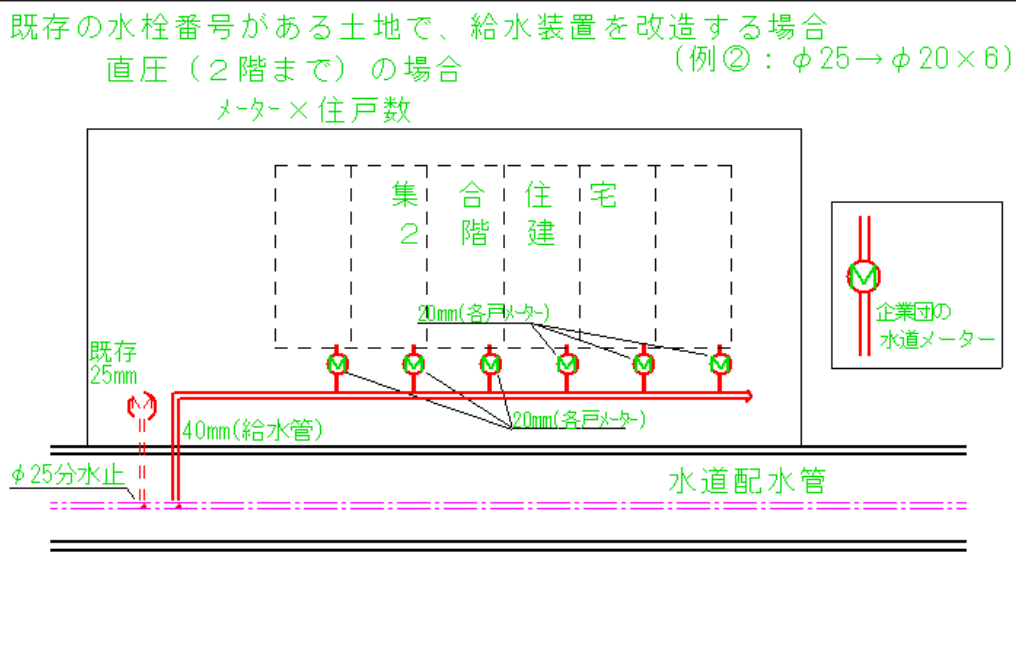 既存の水栓番号がある土地で、給水装置を改造する場合
(例②：φ25→φ20×6)
直圧（２階まで）の場合
ﾒｰﾀｰ×住戸数
集合住宅
２階建
20mm(各戸ﾒｰﾀｰ)
M
企業団の
水道メーター
既存
25mm
M
M
M
M
M
M
M
20mm(各戸ﾒｰﾀｰ)
40mm(給水管)
φ25分水止
水道配水管